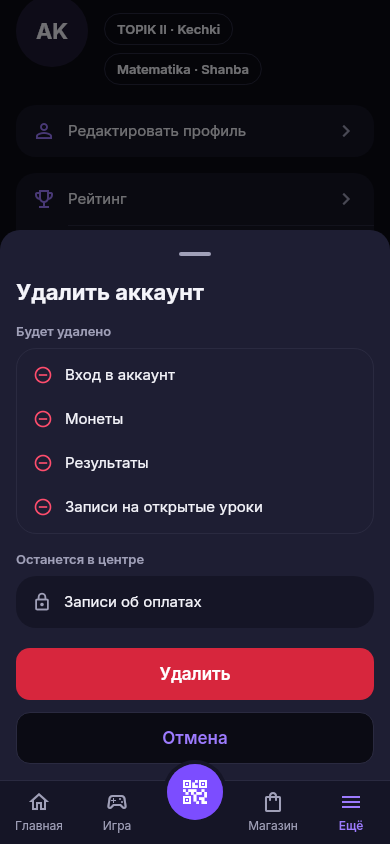 AK
TOPIK II · Kechki
Matematika · Shanba
Редактировать профиль
Рейтинг
Удалить аккаунт
Будет удалено
Вход в аккаунт
Монеты
Результаты
Записи на открытые уроки
Останется в центре
Записи об оплатах
Удалить
Отмена
Главная
Игра
Магазин
Ещё